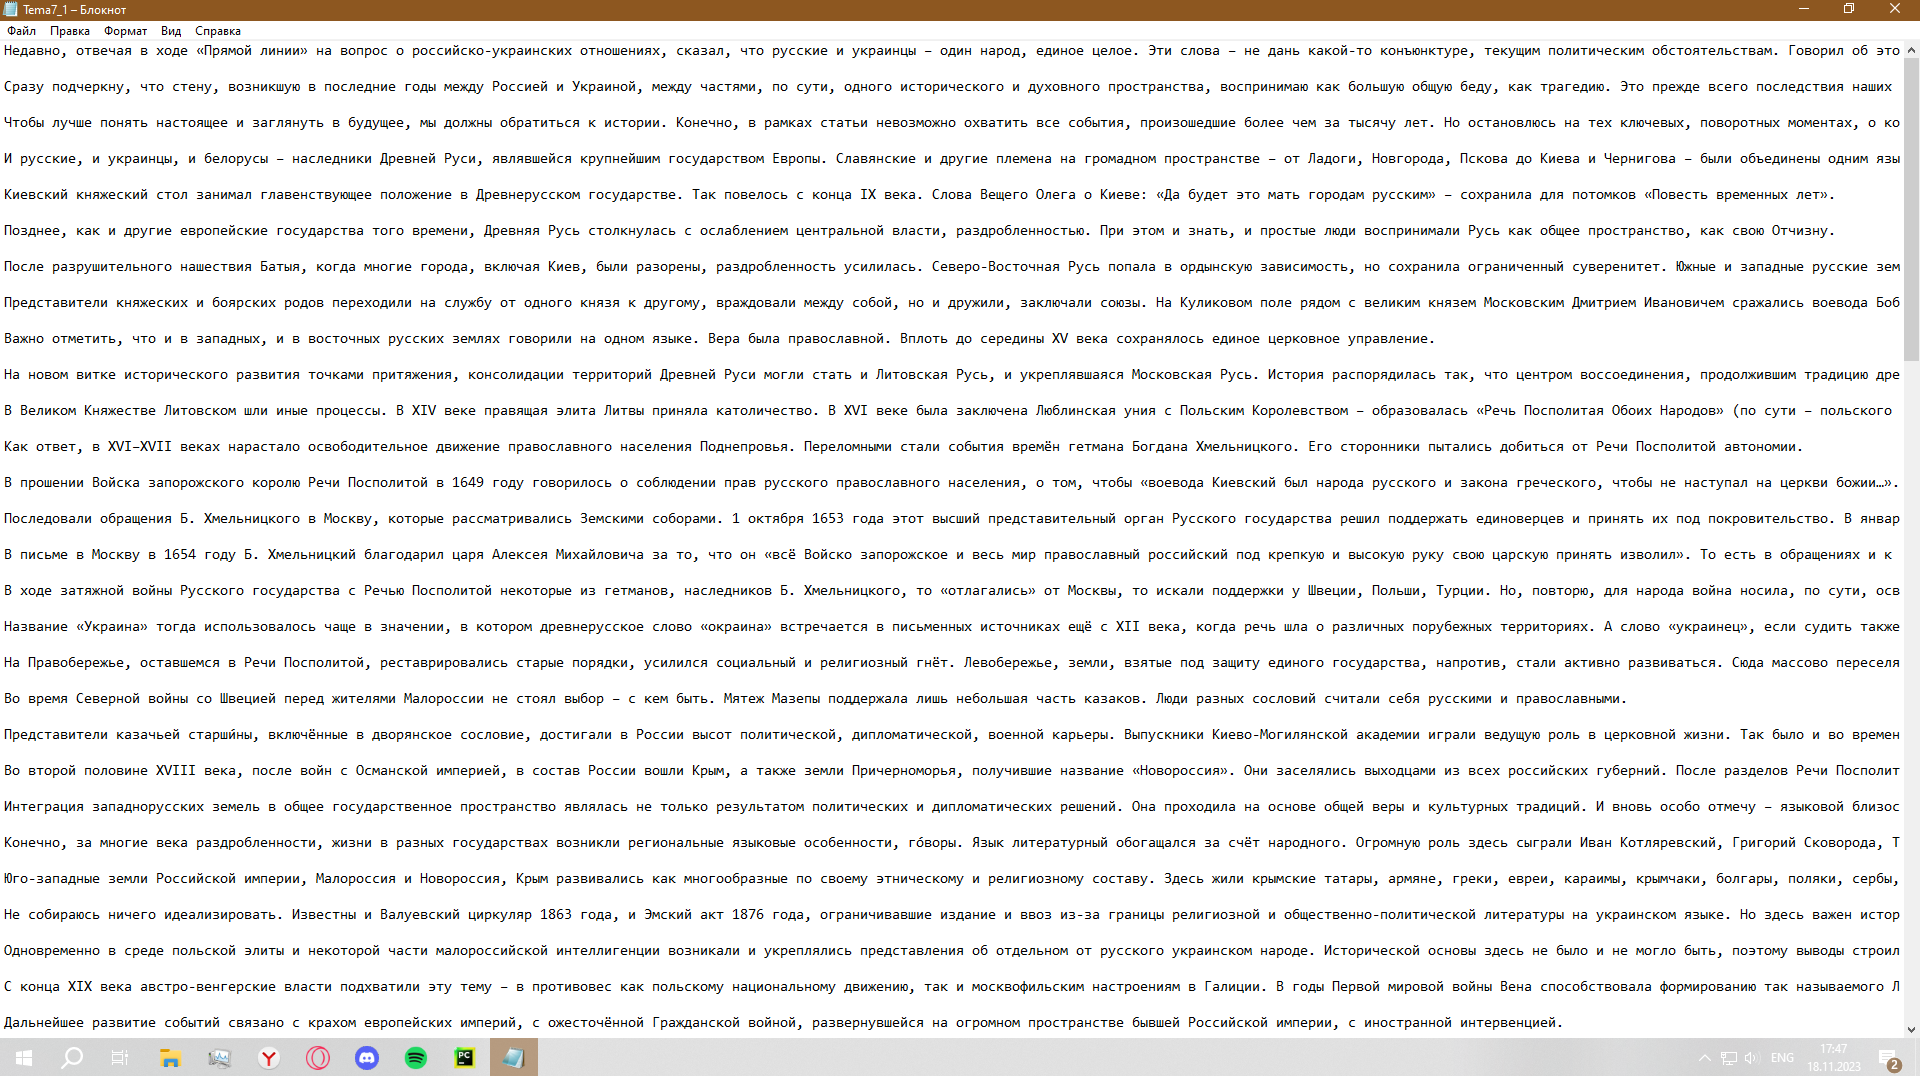 Tema7_1 – Блокнот
Файл Правка Формат Вид Справка
Недавно, отвечая в ходе «Прямой линии» на вопрос о российско-украинских отношениях, сказал, что русские и украинцы – один народ, единое целое. Эти слова – не дань какой-то конъюнктуре, текущим политическим обстоятельствам. Говорил об это
Сразу подчеркну, что стену, возникшую в последние годы между Россией и Украиной, между частями, по сути, одного исторического и духовного пространства, воспринимаю как большую общую беду, как трагедию. Это прежде всего последствия наших
Чтобы лучше понять настоящее и заглянуть в будущее, мы должны обратиться к истории. Конечно, в рамках статьи невозможно охватить все события, произошедшие более чем за тысячу лет. Но остановлюсь на тех ключевых, поворотных моментах, о ко
И русские, и украинцы, и белорусы – наследники Древней Руси, являвшейся крупнейшим государством Европы. Славянские и другие племена на громадном пространстве – от Ладоги, Новгорода, Пскова до Киева и Чернигова – были объединены одним язы
Киевский княжеский стол занимал главенствующее положение в Древнерусском государстве. Так повелось с конца IX века. Слова Вещего Олега о Киеве: «Да будет это мать городам русским» – сохранила для потомков «Повесть временных лет».
Позднее, как и другие европейские государства того времени, Древняя Русь столкнулась с ослаблением центральной власти, раздробленностью. При этом и знать, и простые люди воспринимали Русь как общее пространство, как свою Отчизну.
После разрушительного нашествия Батыя, когда многие города, включая Киев, были разорены, раздробленность усилилась. Северо-Восточная Русь попала в ордынскую зависимость, но сохранила ограниченный суверенитет. Южные и западные русские зем
Представители княжеских и боярских родов переходили на службу от одного князя к другому, враждовали между собой, но и дружили, заключали союзы. На Куликовом поле рядом с великим князем Московским Дмитрием Ивановичем сражались воевода Боб
Важно отметить, что и в западных, и в восточных русских землях говорили на одном языке. Вера была православной. Вплоть до середины XV века сохранялось единое церковное управление.
На новом витке исторического развития точками притяжения, консолидации территорий Древней Руси могли стать и Литовская Русь, и укреплявшаяся Московская Русь. История распорядилась так, что центром воссоединения, продолжившим традицию дре
В Великом Княжестве Литовском шли иные процессы. В XIV веке правящая элита Литвы приняла католичество. В XVI веке была заключена Люблинская уния с Польским Королевством – образовалась «Речь Посполитая Обоих Народов» (по сути – польского
Как ответ, в XVI–XVII веках нарастало освободительное движение православного населения Поднепровья. Переломными стали события времён гетмана Богдана Хмельницкого. Его сторонники пытались добиться от Речи Посполитой автономии.
В прошении Войска запорожского королю Речи Посполитой в 1649 году говорилось о соблюдении прав русского православного населения, о том, чтобы «воевода Киевский был народа русского и закона греческого, чтобы не наступал на церкви божии…».
Последовали обращения Б. Хмельницкого в Москву, которые рассматривались Земскими соборами. 1 октября 1653 года этот высший представительный орган Русского государства решил поддержать единоверцев и принять их под покровительство. В январ
В письме в Москву в 1654 году Б. Хмельницкий благодарил царя Алексея Михайловича за то, что он «всё Войско запорожское и весь мир православный российский под крепкую и высокую руку свою царскую принять изволил». То есть в обращениях и к
В ходе затяжной войны Русского государства с Речью Посполитой некоторые из гетманов, наследников Б. Хмельницкого, то «отлагались» от Москвы, то искали поддержки у Швеции, Польши, Турции. Но, повторю, для народа война носила, по сути, осв
Название «Украина» тогда использовалось чаще в значении, в котором древнерусское слово «окраина» встречается в письменных источниках ещё с XII века, когда речь шла о различных порубежных территориях. А слово «украинец», если судить также
На Правобережье, оставшемся в Речи Посполитой, реставрировались старые порядки, усилился социальный и религиозный гнёт. Левобережье, земли, взятые под защиту единого государства, напротив, стали активно развиваться. Сюда массово переселя
Во время Северной войны со Швецией перед жителями Малороссии не стоял выбор – с кем быть. Мятеж Мазепы поддержала лишь небольшая часть казаков. Люди разных сословий считали себя русскими и православными.
Представители казачьей старши́ны, включённые в дворянское сословие, достигали в России высот политической, дипломатической, военной карьеры. Выпускники Киево-Могилянской академии играли ведущую роль в церковной жизни. Так было и во времен
Во второй половине XVIII века, после войн с Османской империей, в состав России вошли Крым, а также земли Причерноморья, получившие название «Новороссия». Они заселялись выходцами из всех российских губерний. После разделов Речи Посполит
Интеграция западнорусских земель в общее государственное пространство являлась не только результатом политических и дипломатических решений. Она проходила на основе общей веры и культурных традиций. И вновь особо отмечу – языковой близос
Конечно, за многие века раздробленности, жизни в разных государствах возникли региональные языковые особенности, го́воры. Язык литературный обогащался за счёт народного. Огромную роль здесь сыграли Иван Котляревский, Григорий Сковорода, Т
Юго-западные земли Российской империи, Малороссия и Новороссия, Крым развивались как многообразные по своему этническому и религиозному составу. Здесь жили крымские татары, армяне, греки, евреи, караимы, крымчаки, болгары, поляки, сербы,
Не собираюсь ничего идеализировать. Известны и Валуевский циркуляр 1863 года, и Эмский акт 1876 года, ограничивавшие издание и ввоз из-за границы религиозной и общественно-политической литературы на украинском языке. Но здесь важен истор
Одновременно в среде польской элиты и некоторой части малороссийской интеллигенции возникали и укреплялись представления об отдельном от русского украинском народе. Исторической основы здесь не было и не могло быть, поэтому выводы строил
С конца XIX века австро-венгерские власти подхватили эту тему – в противовес как польскому национальному движению, так и москвофильским настроениям в Галиции. В годы Первой мировой войны Вена способствовала формированию так называемого Л
Дальнейшее развитие событий связано с крахом европейских империй, с ожесточённой Гражданской войной, развернувшейся на огромном пространстве бывшей Российской империи, с иностранной интервенцией.
PC
ENG
17:47
18.11.2023
2